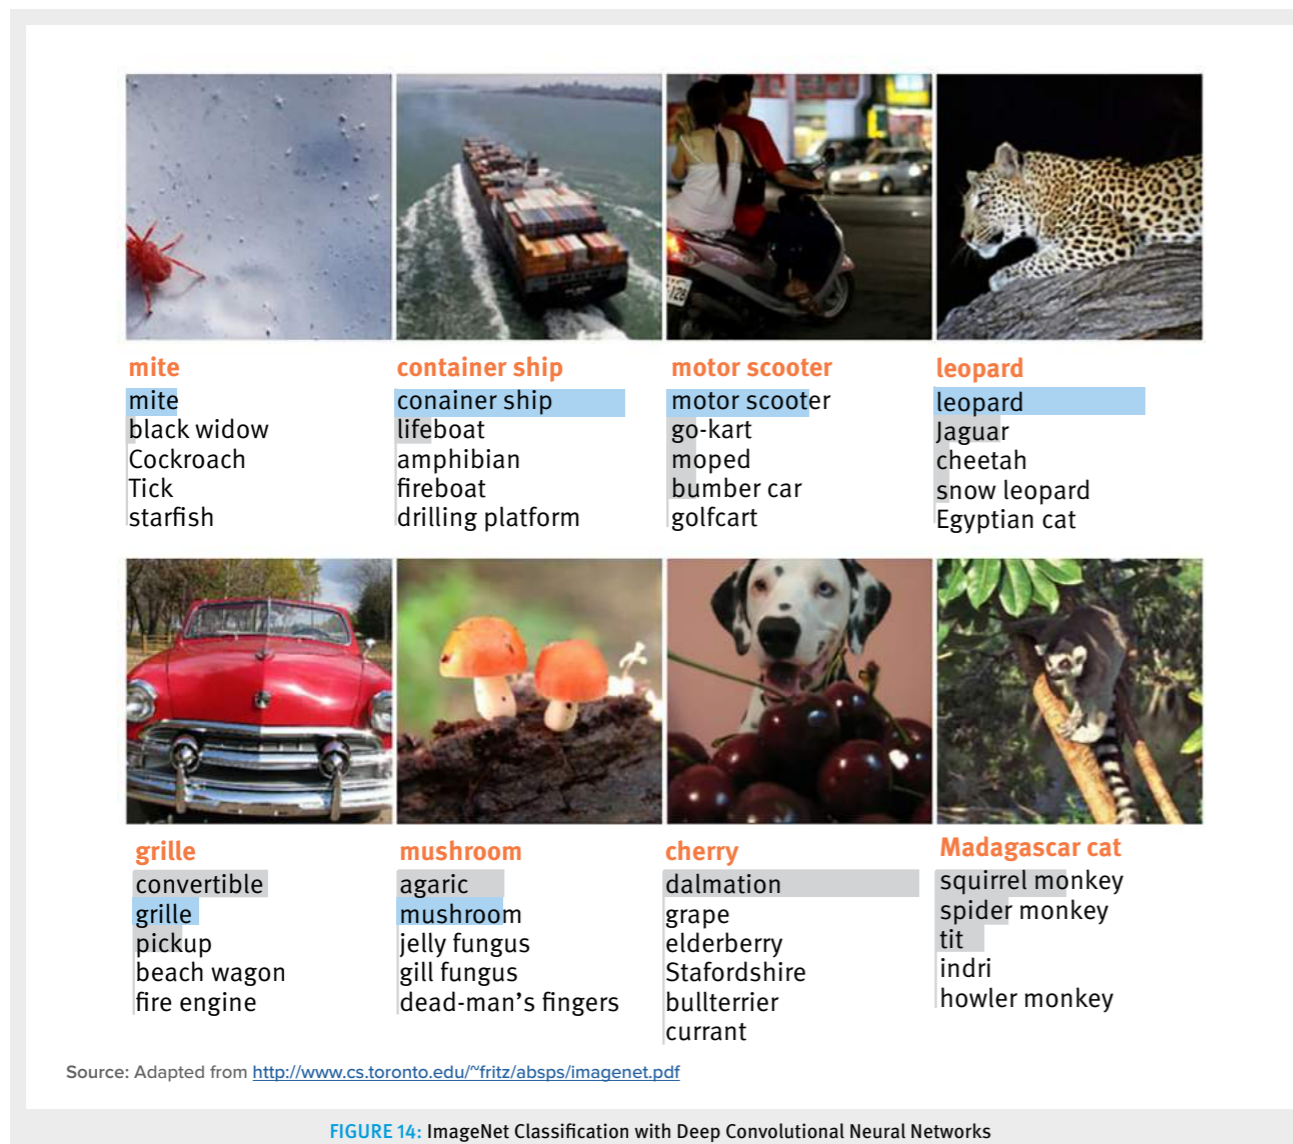 mite
mite
black widow
Cockroach
Tick
starfish
container ship
conainer ship
lifeboat
amphibian
fireboat
drilling platform
motor scooter
motor scooter
go-kart
moped
bumber car
golfcart
leopard
leopard
Jaguar
cheetah
snow leopard
Egyptian cat
grille
convertible
grille
pickup
beach wagon
fire engine
mushroom
agaric
mushroom
jelly fungus
gill fungus
dead-man’s fingers
cherry
dalmation
grape
elderberry
Stafordshire
bullterrier
currant
Madagascar cat
squirrel monkey
spider monkey
tit
indri
howler monkey
Source: Adapted from http://www.cs.toronto.edu/~fritz/absps/imagenet.pdf
FIGURE 14: ImageNet Classification with Deep Convolutional Neural Networks